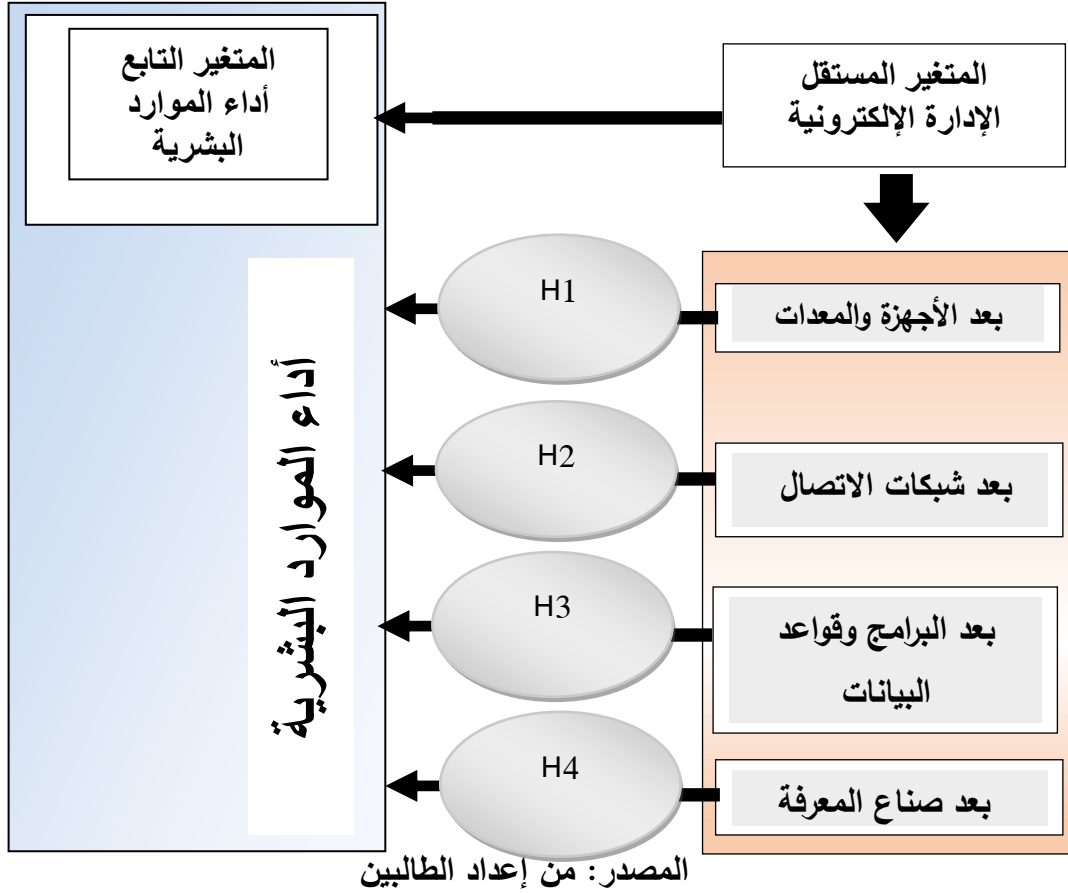 المتغير المستقل
الإدارة الإلكترونية
المتغير التابع
أداء الموارد
البشرية
بعد الأجهزة والمعدات
H1
بعد شبكات الاتصال
H2
بعد البرامج وقواعد
البيانات
H3
بعد صناع المعرفة
H4
أداء الموارد البشرية
المصدر: من إعداد الطالبين